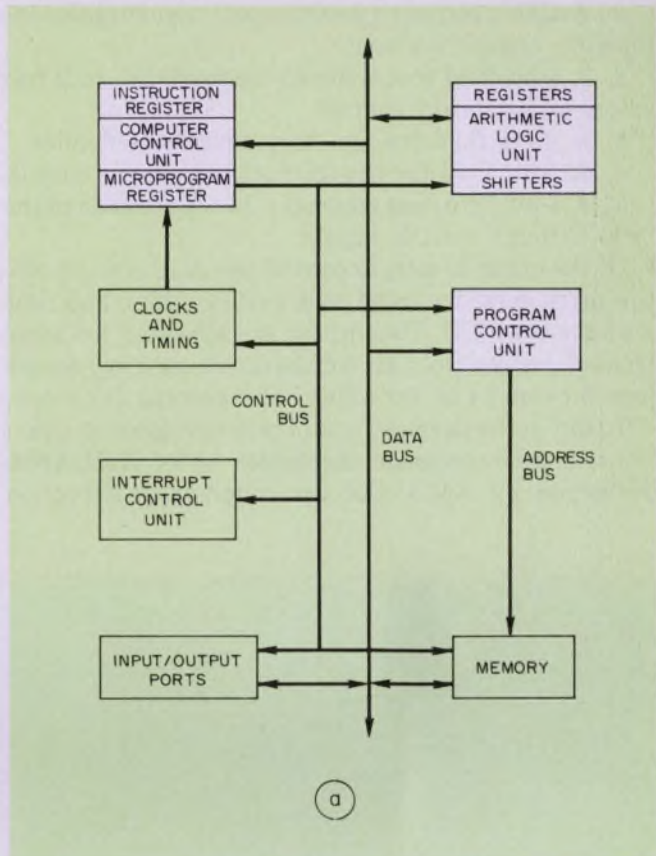 INSTRUCTION
REGISTER
COMPUTER
CONTROL
UNIT
MICROPROGRAM
REGISTER
REGISTERS
ARITHMETIC
LOGIC
UNIT
SHIFTERS
CLOCKS
AND
TIMING
PROGRAM
CONTROL
UNIT
CONTROL
BUS
DATA
BUS
ADDRESS
BUS
INTERRUPT
CONTROL
UNIT
INPUT/OUTPUT
PORTS
MEMORY
a